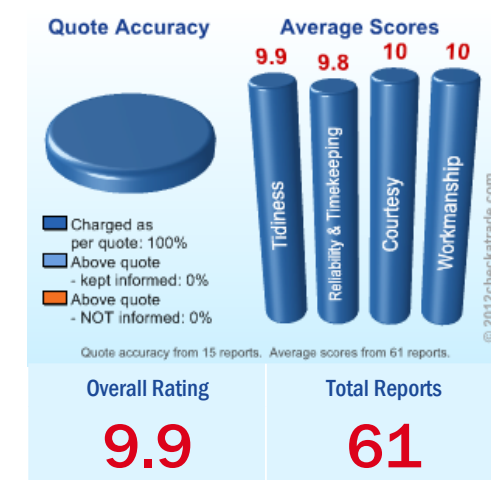 Quote Accuracy
Average Scores
9.9
9.8
10
10
Tidiness
Reliability & Timekeeping
Courtesy
Workmanship
Charged as
per quote: 100%
Above quote
- kept informed: 0%
Above quote
- NOT informed: 0%
© 2012checkatrade.com
Quote accuracy from 15 reports. Average scores from 61 reports.
Overall Rating
Total Reports
9.9
61